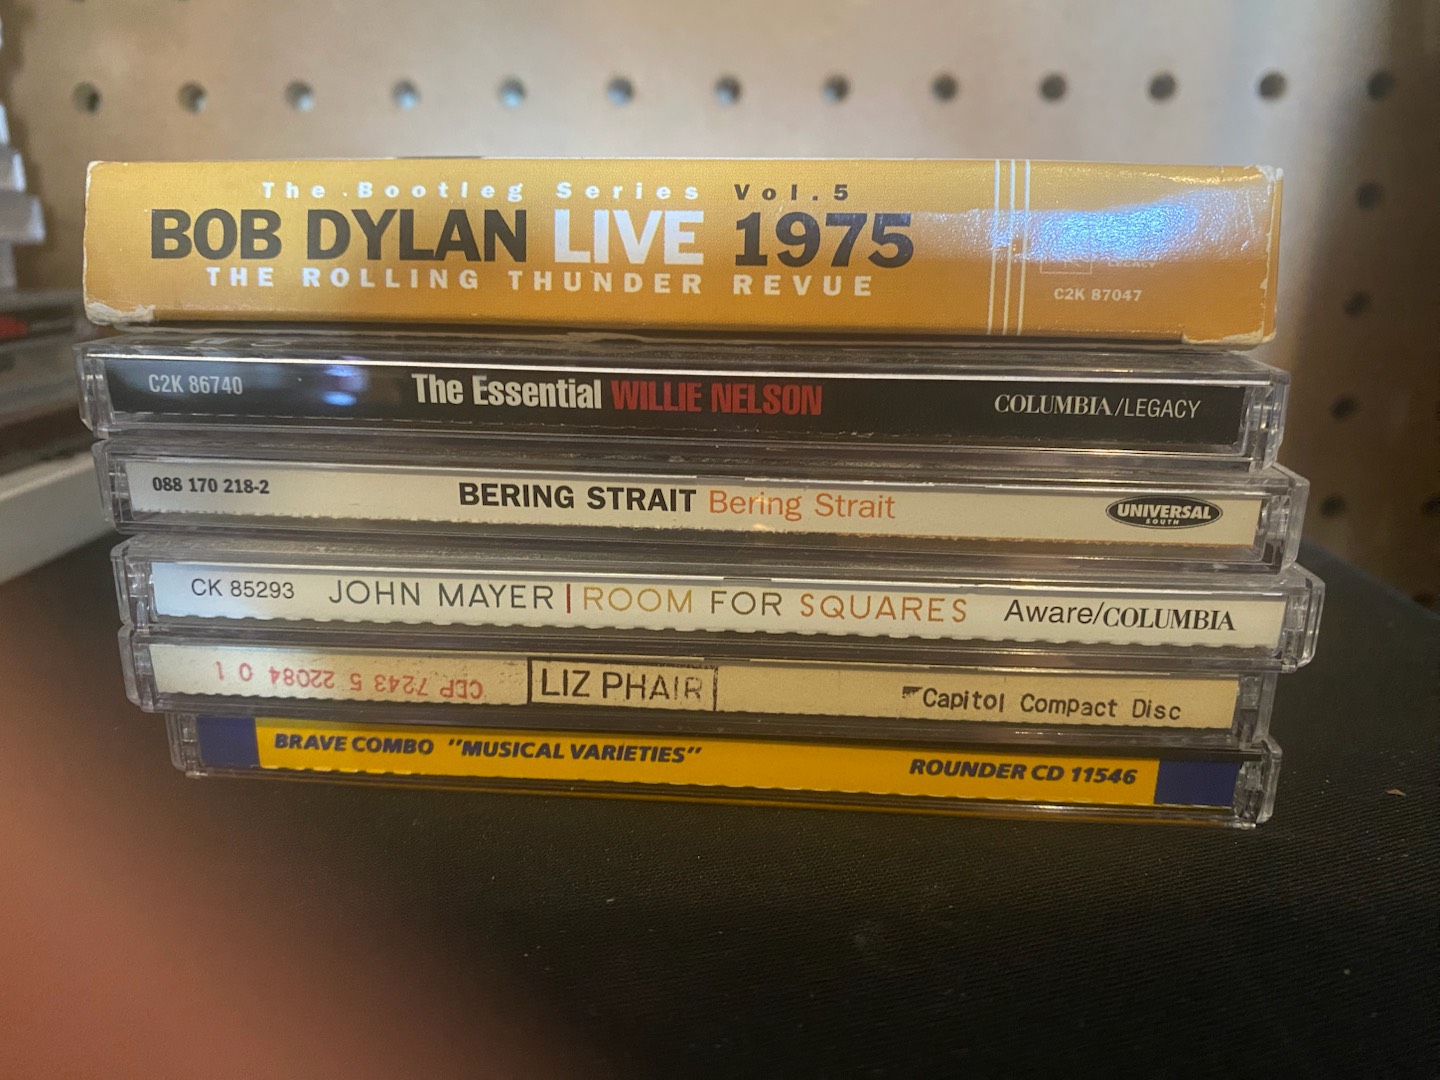 The Bootleg Series Vol.5
BOB DYLAN LIVE 1975
THE ROLLING THUNDER REVUE
LEGACY
C2K 87047
C2K 86740 The Essential WILLIE NELSON COLUMBIA/LEGACY
088 170 218-2 BERING STRAIT Bering Strait UNIVERSAL
SOUTH
CK 85293 JOHN MAYER | ROOM FOR SQUARES Aware/COLUMBIA
CDP 7243 5 22084 0 1 LIZ PHAIR Capitol Compact Disc
BRAVE COMBO "MUSICAL VARIETIES" ROUNDER CD 11546